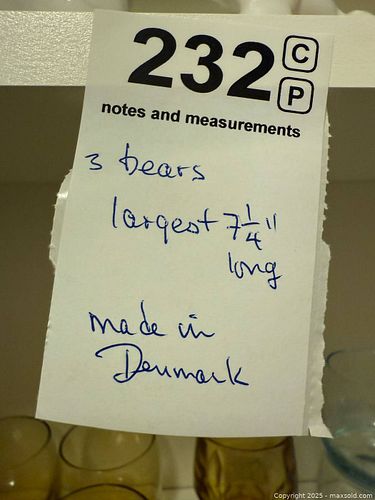 232 C
P
notes and measurements
3 bears
largest 7 1/4"
long
made in
Denmark
Copyright 2025 - maxsold.com